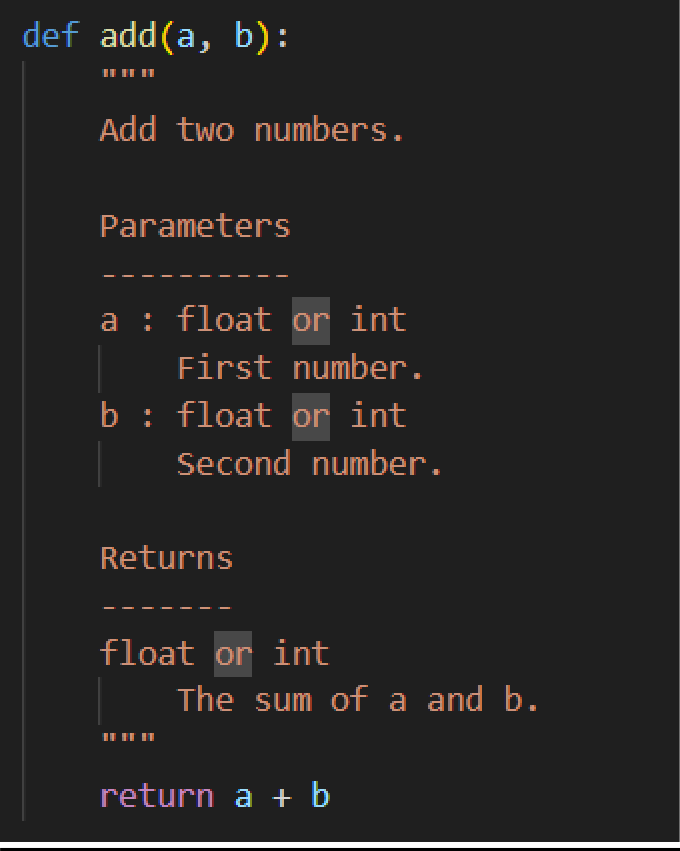 def add(a, b):
    """
    Add two numbers.

    Parameters
    ----------
    a : float or int
        First number.
    b : float or int
        Second number.

    Returns
    -------
    float or int
        The sum of a and b.
    """
    return a + b